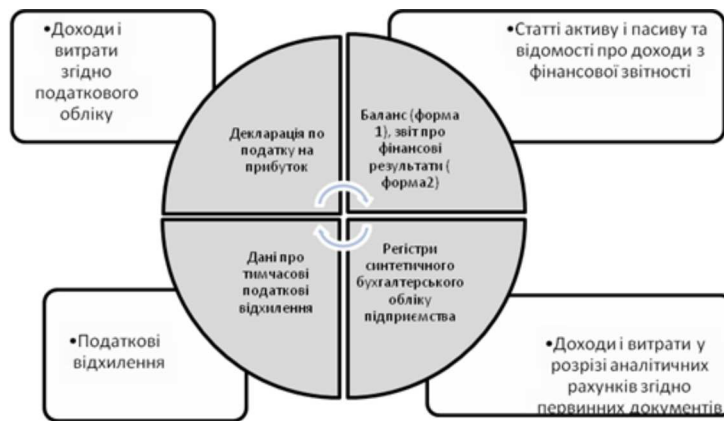 •Доходи і
витрати
згідно
податкового
обліку
•Статті активу і пасиву та
відомості про доходи з
фінансової звітності
Декларація по
податку на
прибуток
Баланс (форма
1), звіт про
фінансові
результати (
форма2)
Дані про
тимчасові
податкові
відхилення
Регістри
синтетичного
бухгалтерського
обліку
підприємства
•Податкові
відхилення
•Доходи і витрати у
розрізі аналітичних
рахунків згідно
первинних документів